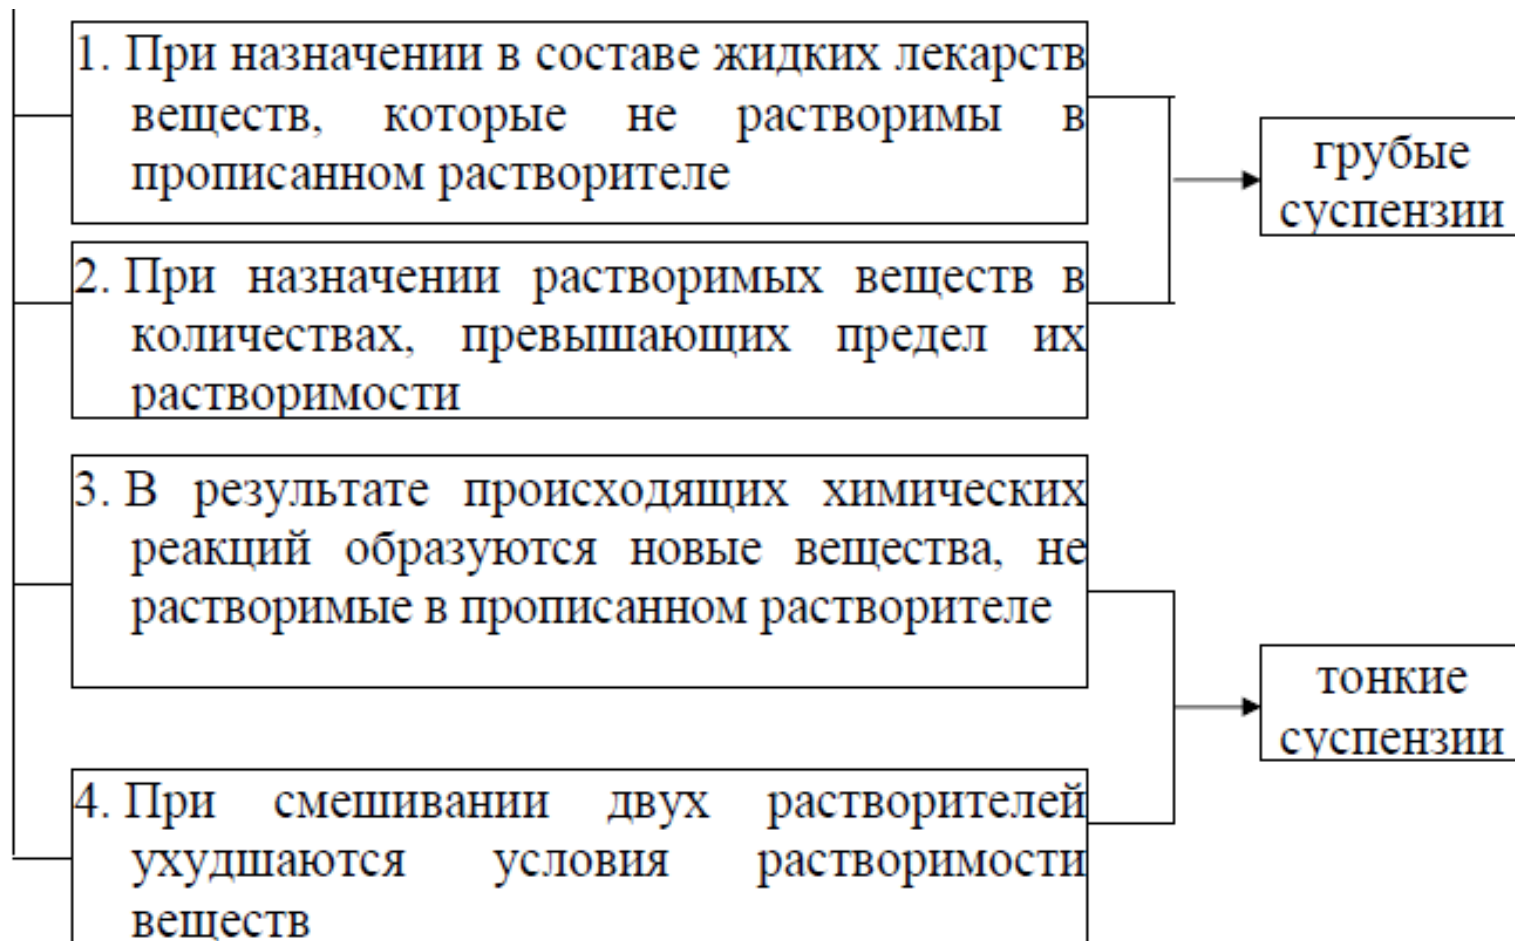 1. При назначении в составе жидких лекарств
веществ, которые не растворимы в
прописанном растворителе
грубые
суспензии
2. При назначении растворимых веществ в
количествах, превышающих предел их
растворимости
3. В результате происходящих химических
реакций образуются новые вещества, не
растворимые в прописанном растворителе
тонкие
суспензии
4. При смешивании двух растворителей
ухудшаются условия растворимости
веществ